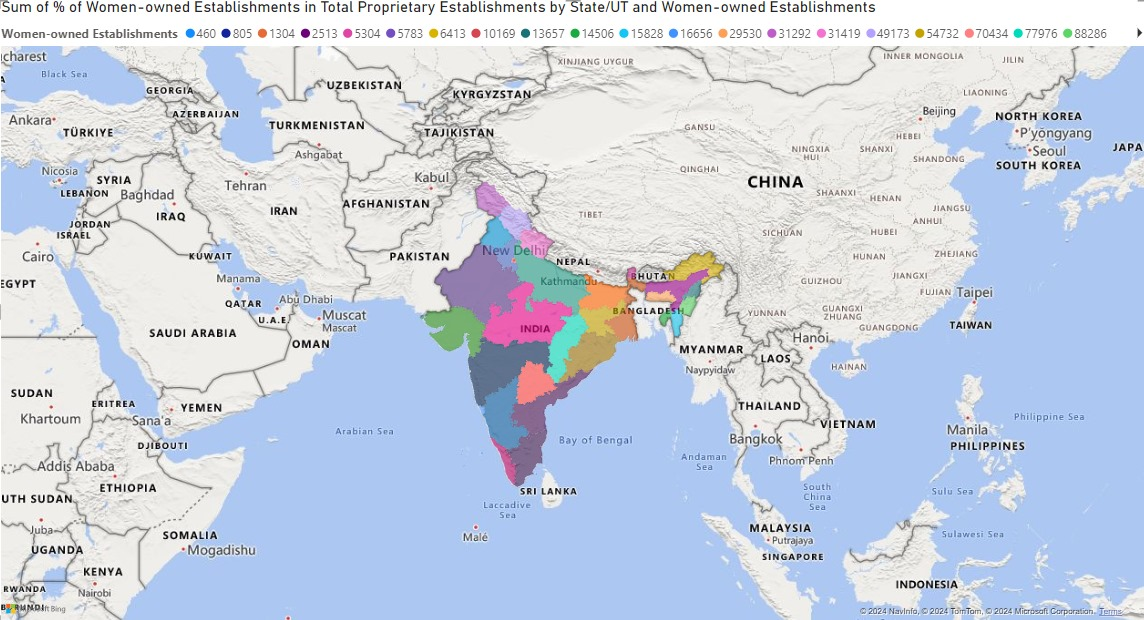 Sum of % of Women-owned Establishments in Total Proprietary Establishments by State/UT and Women-owned Establishments
Women-owned Establishments 460 805 1304 2513 5304 5783 6413 10169 13657 14506 15828 16656 29530 31292 31419 49173 54732 70434 77976 88286
INNER MONGOLIA
JILIN
XINJIANG UYGUR
Black Sea
GEORGIA
UZBEKISTAN
KYRGYZSTAN
LIAONING
AZERBAIJAN
Beijing
NORTH KOREA
Ankara
TÜRKIYE
TURKMENISTAN
TAJIKISTAN
GANSU
HEBEI
P'yŏngyang
Ashgabat
NINGXIA HUI
SHANXI
SHANDONG
Seoul
JAPA
SOUTH KOREA
Nicosia
SYRIA
Tehran
Kabul
QINGHAI
CHINA
LEBANON
Baghdad
IRAQ
IRAN
AFGHANISTAN
SHAANXI
HENAN
JIANGSU
TIBET
ANHUI
JORDAN
ISRAEL
SICHUAN
HUBEI
Cairo
KUWAIT
PAKISTAN
New Delhi
NEPAL
HUNAN
ZHEJIANG
EGYPT
Manama
Kathmandu
BHUTAN
GUIZHOU
JIANGXI
QATAR
Abu Dhabi
FUJIAN
Taipei
U.A.E.
Muscat
Muscat
BANGLADESH
YUNNAN
GUANGXI ZHUANG
GUANGDONG
TAIWAN
SAUDI ARABIA
OMAN
INDIA
MYANMAR
Hanoi
LAOS
Naypyidaw
HAINAN
SUDAN
Khartoum
ERITREA
YEMEN
Sana'a
THAILAND
VIETNAM
Philippine Sea
DJIBOUTI
Arabian Sea
Bay of Bengal
Bangkok
Manila
PHILIPPINES
Addis Ababa
ETHIOPIA
Andaman Sea
Phnom Penh
UTH SUDAN
SRI LANKA
South China Sea
Sulu Sea
Laccadive Sea
Juba
SOMALIA
Malé
MALAYSIA
Putrajaya
Sulawesi Sea
UGANDA
Mogadishu
SINGAPORE
KENYA
RWANDA
Nairobi
INDONESIA
BURUNDI
© 2024 NavInfo, © 2024 TomTom, © 2024 Microsoft Corporation Terms